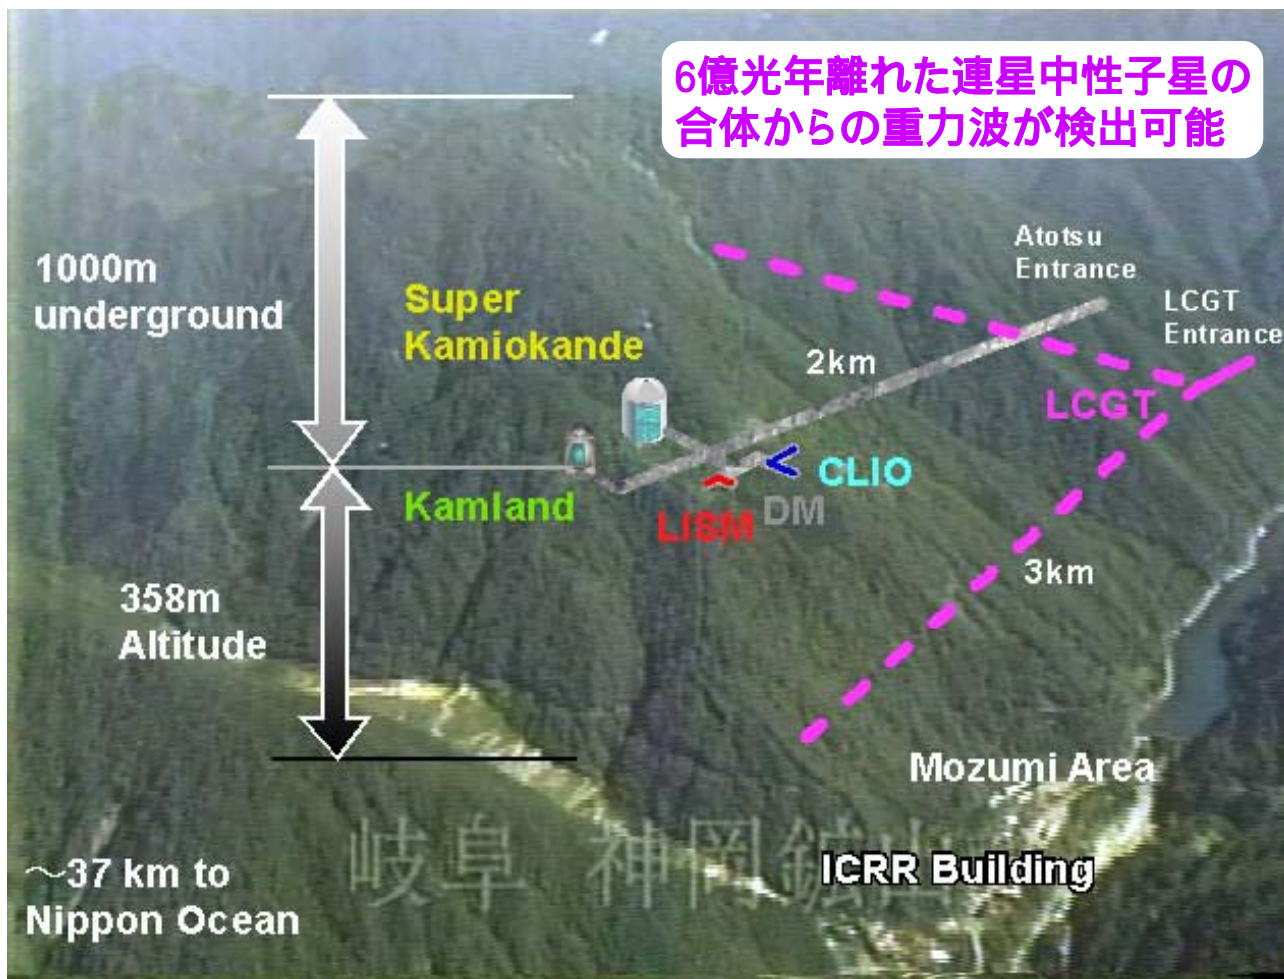 6億光年離れた連星中性子星の
合体からの重力波が検出可能
Atotsu
Entrance
LCGT
Entrance
1000m
underground
Super
Kamiokande
2km
LCGT
CLIO
Kamland
LISM
DM
3km
358m
Altitude
Mozumi Area
岐阜 神岡鉱山
ICRR Building
~37 km to
Nippon Ocean